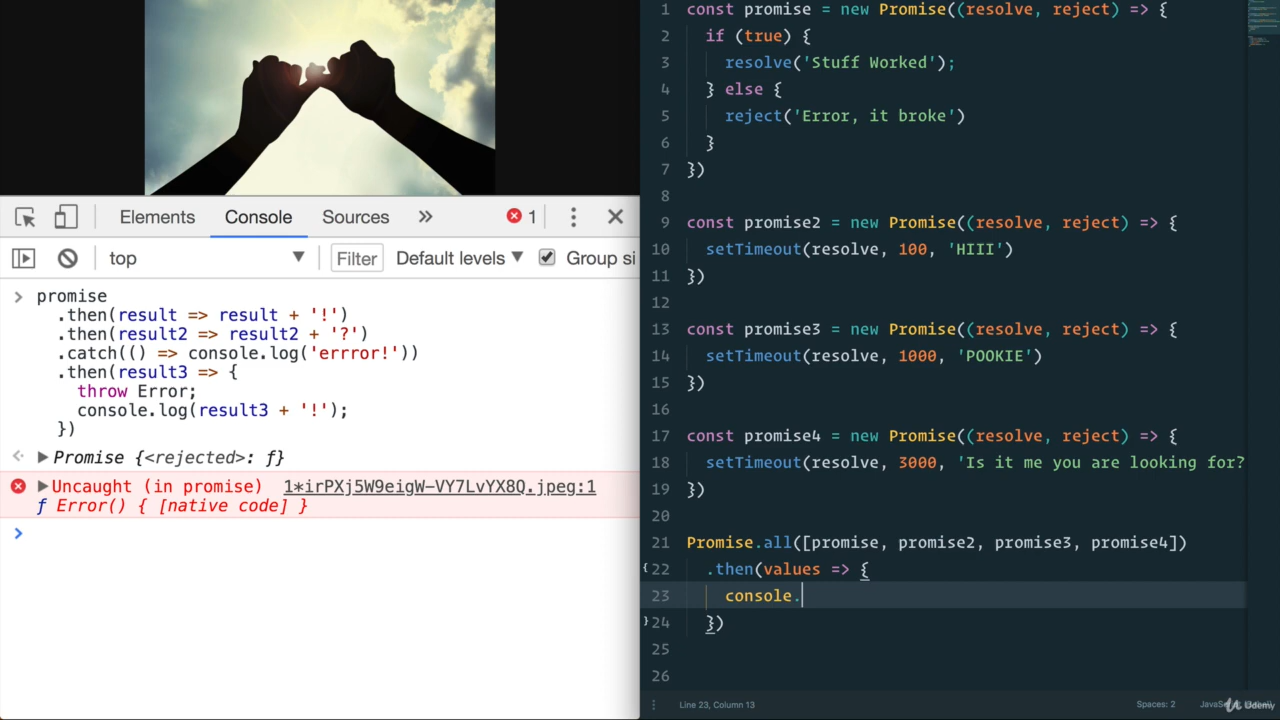 Elements Console Sources » 1
top Filter Default levels Group si
promise
.then(result => result + '!')
.then(result2 => result2 + '?')
.catch(() => console.log('errror!'))
.then(result3 => {
throw Error;
console.log(result3 + '!');
})
Promise {<rejected>: ƒ}
Uncaught (in promise) 1*irPXj5W9eigW-VY7LvYX8Q.jpeg:1
ƒ Error() { [native code] }
1 const promise = new Promise((resolve, reject) => {
2 if (true) {
3 resolve('Stuff Worked');
4 } else {
5 reject('Error, it broke')
6 }
7 })
8
9 const promise2 = new Promise((resolve, reject) => {
10 setTimeout(resolve, 100, 'HIII')
11 })
12
13 const promise3 = new Promise((resolve, reject) => {
14 setTimeout(resolve, 1000, 'POOKIE')
15 })
16
17 const promise4 = new Promise((resolve, reject) => {
18 setTimeout(resolve, 3000, 'Is it me you are looking for?
19 })
20
21 Promise.all([promise, promise2, promise3, promise4])
22 .then(values => {
23 console.
24 })
25
26
Line 23, Column 13 Spaces: 2
Udemy